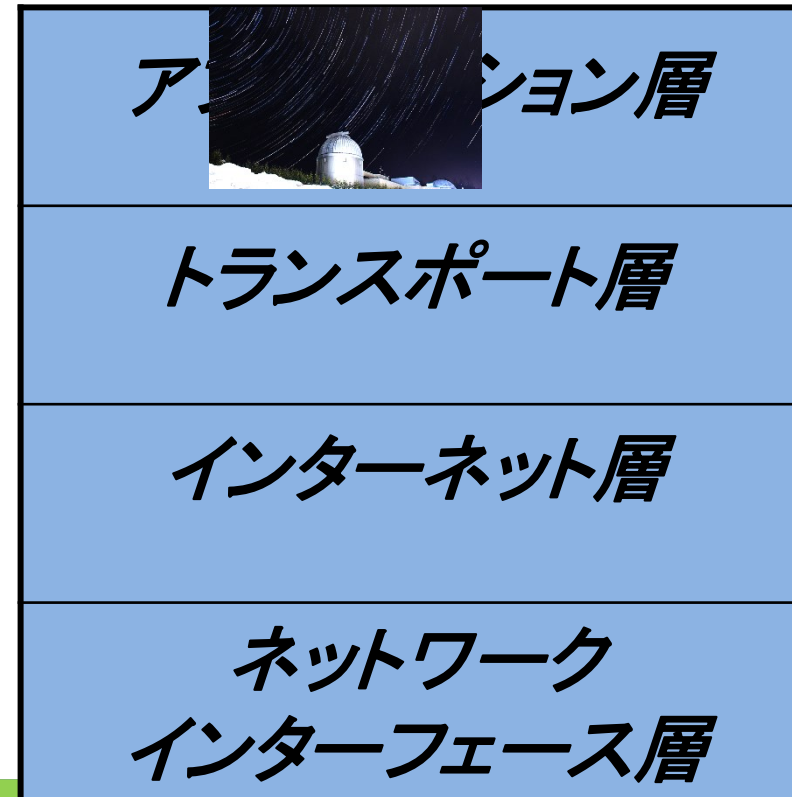 ション層
トランスポート層
インターネット層
ネットワーク
インターフェース層